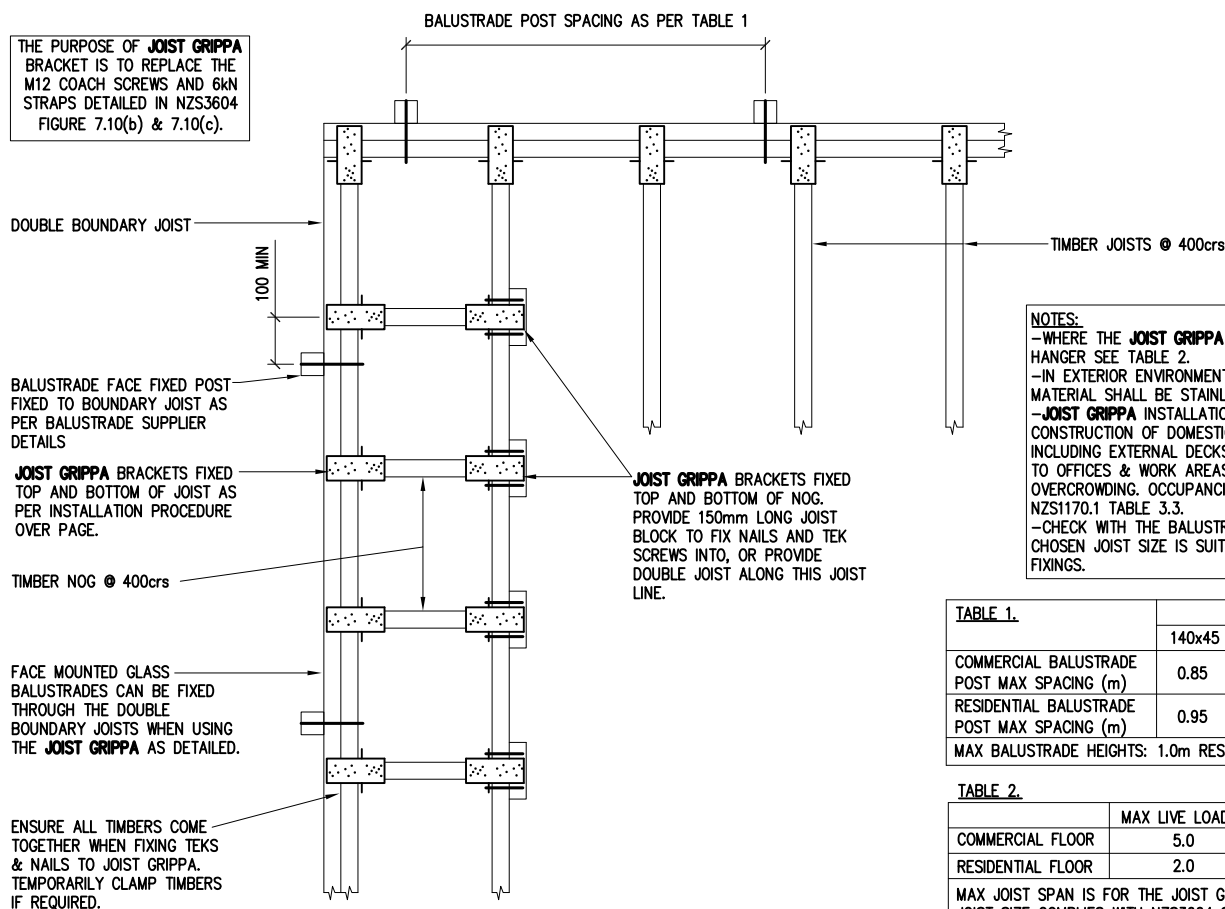 BALUSTRADE POST SPACING AS PER TABLE 1
THE PURPOSE OF JOIST GRIPPA
BRACKET IS TO REPLACE THE
M12 COACH SCREWS AND 6kN
STRAPS DETAILED IN NZS3604
FIGURE 7.10(b) & 7.10(c).
DOUBLE BOUNDARY JOIST
100 MIN
TIMBER JOISTS @ 400crs
BALUSTRADE FACE FIXED POST
FIXED TO BOUNDARY JOIST AS
PER BALUSTRADE SUPPLIER
DETAILS
JOIST GRIPPA BRACKETS FIXED
TOP AND BOTTOM OF JOIST AS
PER INSTALLATION PROCEDURE
OVER PAGE.
TIMBER NOG @ 400crs
FACE MOUNTED GLASS
BALUSTRADES CAN BE FIXED
THROUGH THE DOUBLE
BOUNDARY JOISTS WHEN USING
THE JOIST GRIPPA AS DETAILED.
ENSURE ALL TIMBERS COME
TOGETHER WHEN FIXING TEKS
& NAILS TO JOIST GRIPPA.
TEMPORARILY CLAMP TIMBERS
IF REQUIRED.
JOIST GRIPPA BRACKETS FIXED
TOP AND BOTTOM OF NOG.
PROVIDE 150mm LONG JOIST
BLOCK TO FIX NAILS AND TEK
SCREWS INTO, OR PROVIDE
DOUBLE JOIST ALONG THIS JOIST
LINE.
NOTES:
-WHERE THE JOIST GRIPPA
HANGER SEE TABLE 2.
-IN EXTERIOR ENVIRONMENT
MATERIAL SHALL BE
-JOIST GRIPPA
CONSTRUCTION OF
INCLUDING EXTERNAL DECKS
TO OFFICES & WORK AREAS
OVERCROWDING.
NZS1170.1 TABLE 3.3.
-CHECK WITH THE
CHOSEN JOIST SIZE IS
FIXINGS.
TABLE 1.
140x45
COMMERCIAL BALUSTRADE
POST MAX SPACING (m)
0.85
RESIDENTIAL BALUSTRADE
POST MAX SPACING (m)
0.95
MAX BALUSTRADE HEIGHTS: 1.0m RES
TABLE 2.
MAX LIVE LOAD
COMMERCIAL FLOOR 5.0
RESIDENTIAL FLOOR 2.0
MAX JOIST SPAN IS FOR THE JOIST G